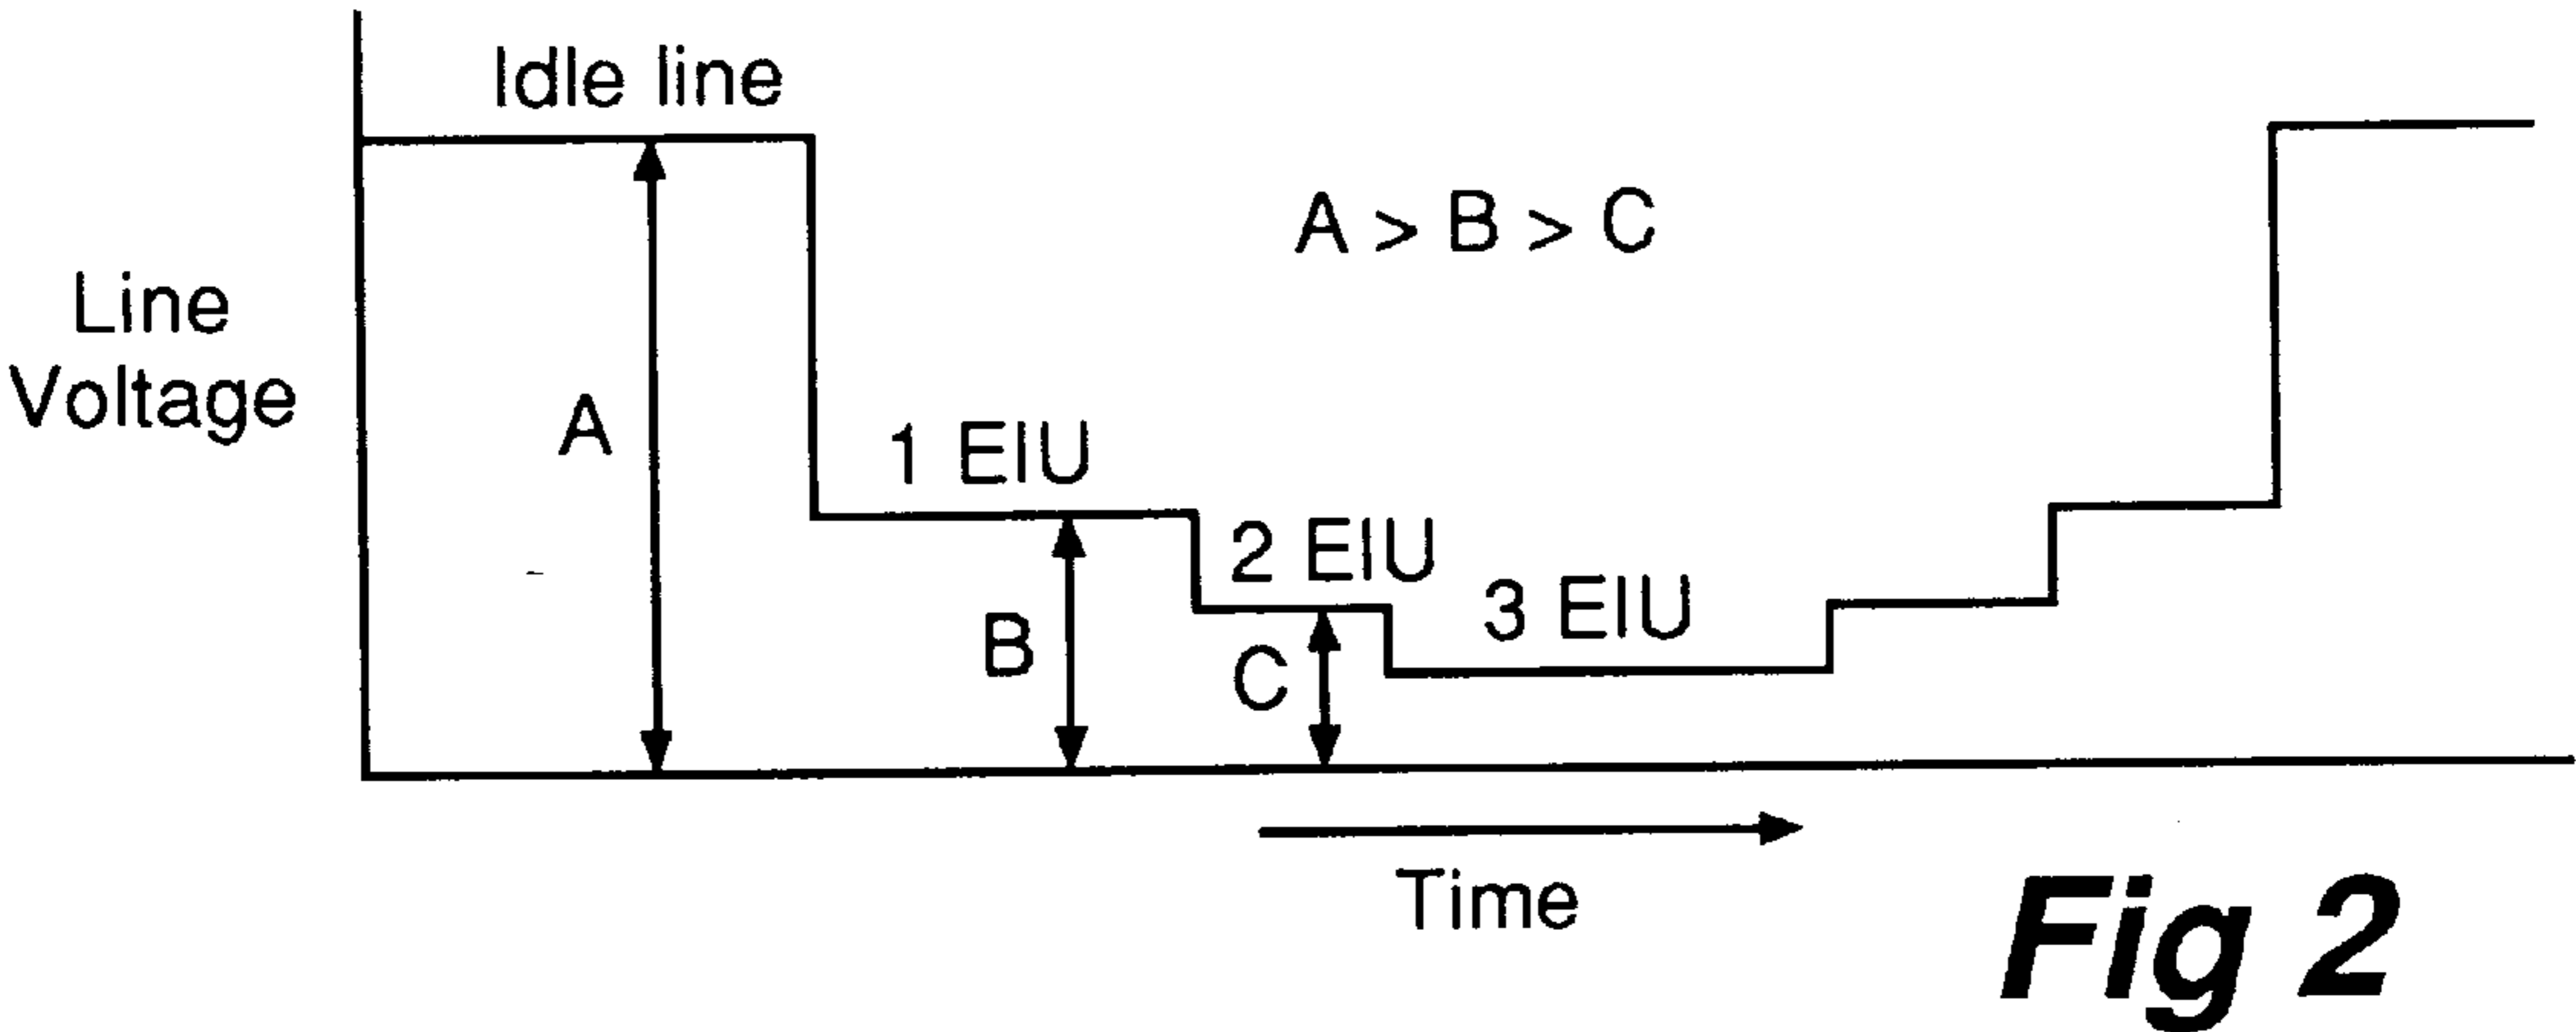 Idle line
A > B > C
Line
Voltage
A
1 EIU
2 EIU
3 EIU
B
C
Time
Fig 2